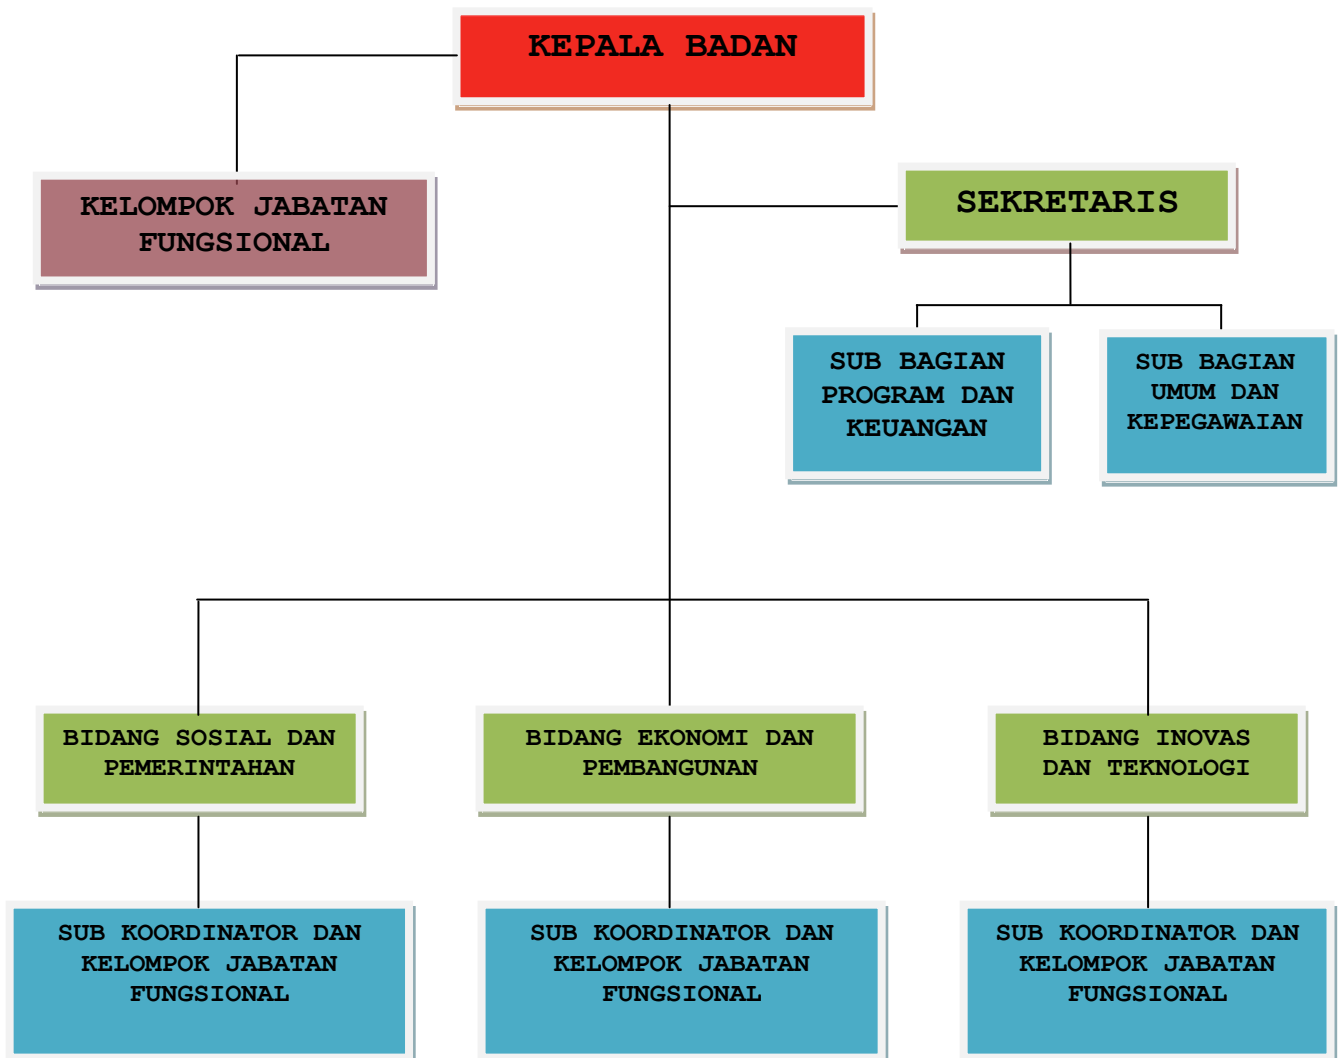 KEPALA BADAN
KELOMPOK JABATAN
FUNGSIONAL
SEKRETARIS
SUB BAGIAN
PROGRAM DAN
KEUANGAN
SUB BAGIAN
UMUM DAN
KEPEGAWAIAN
BIDANG SOSIAL DAN
PEMERINTAHAN
BIDANG EKONOMI DAN
PEMBANGUNAN
BIDANG INOVAS
DAN TEKNOLOGI
SUB KOORDINATOR DAN
KELOMPOK JABATAN
FUNGSIONAL
SUB KOORDINATOR DAN
KELOMPOK JABATAN
FUNGSIONAL
SUB KOORDINATOR DAN
KELOMPOK JABATAN
FUNGSIONAL